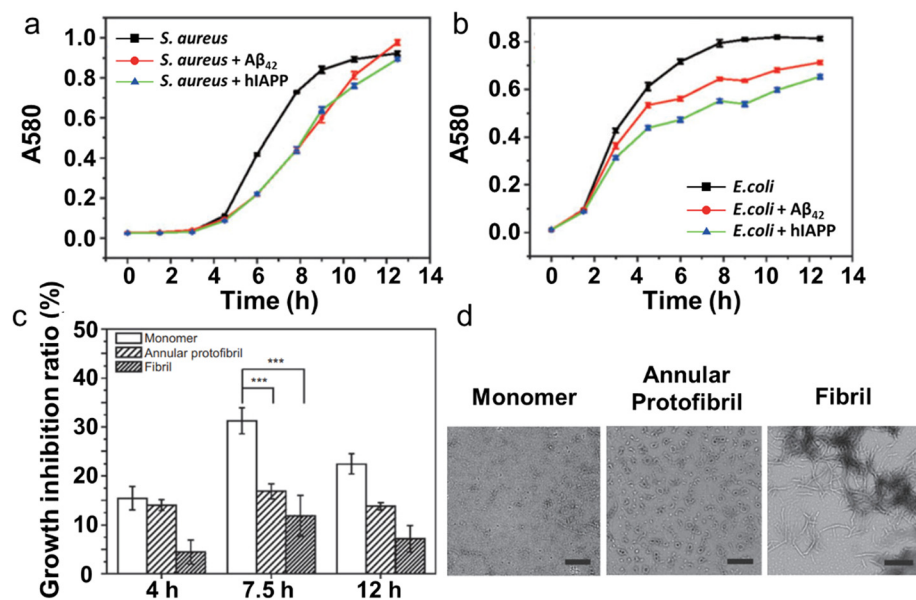 a
A580
1.0
0.8
0.6
0.4
0.2
0.0
S. aureus
S. aureus + Aβ₄₂
S. aureus + hIAPP
0 2 4 6 8 10 12 14
Time (h)
b
A580
1.0
0.8
0.6
0.4
0.2
0.0
E.coli
E.coli + Aβ₄₂
E.coli + hIAPP
0 2 4 6 8 10 12 14
Time (h)
c
Growth inhibition ratio (%)
50
40
30
20
10
0
Monomer
Annular protofibril
Fibril
***
***
4 h 7.5 h 12 h
d
Monomer
Annular
Protofibril
Fibril